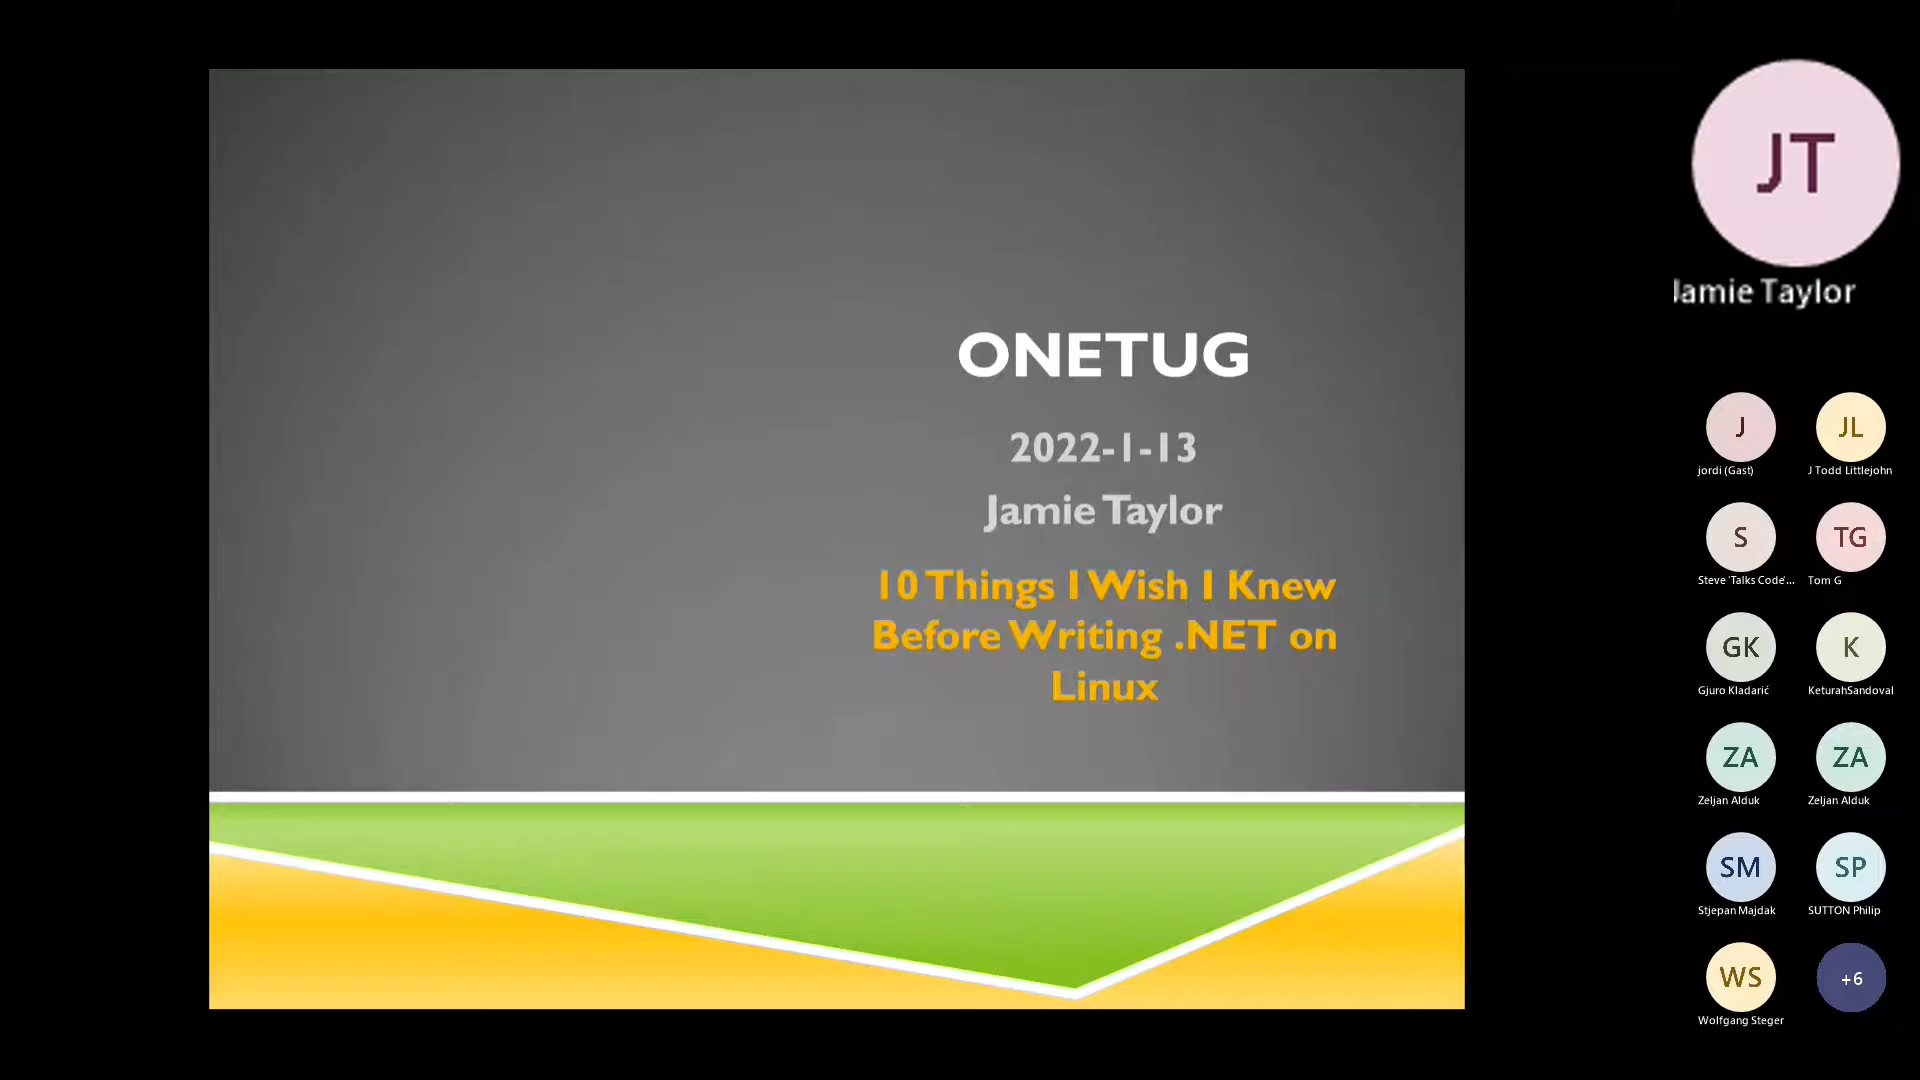 ONETUG
2022-1-13
Jamie Taylor
10 Things I Wish I Knew
Before Writing .NET on
Linux
JT
Jamie Taylor
J
JL
jordi (Gast)
J Todd Littlejohn
S
TG
Steve 'Talks Code'...
Tom G
GK
K
Gjuro Kladarić
KeturahSandoval
ZA
ZA
Zeljan Alduk
Zeljan Alduk
SM
SP
Stjepan Majdak
SUTTON Philip
WS
+6
Wolfgang Steger